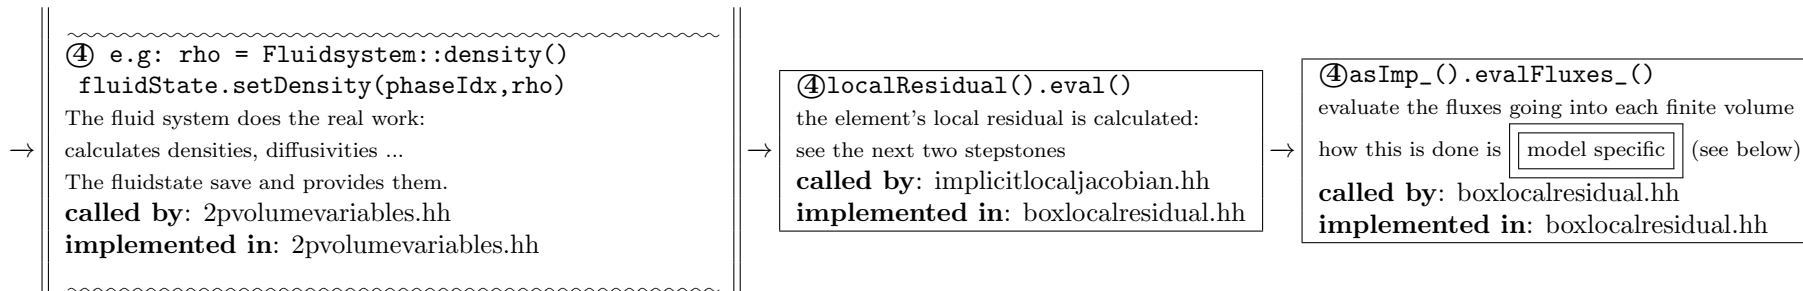 →
④ e.g: rho = Fluidsystem::density()
fluidState.setDensity(phaseIdx,rho)
The fluid system does the real work:
calculates densities, diffusivities ...
The fluidstate save and provides them.
called by: 2pvolumevariables.hh
implemented in: 2pvolumevariables.hh
→
④localResidual().eval()
the element's local residual is calculated:
see the next two stepstones
called by: implicitlocaljacobian.hh
implemented in: boxlocalresidual.hh
→
④asImp_().evalFluxes_()
evaluate the fluxes going into each finite volume
how this is done is model specific (see below)
called by: boxlocalresidual.hh
implemented in: boxlocalresidual.hh